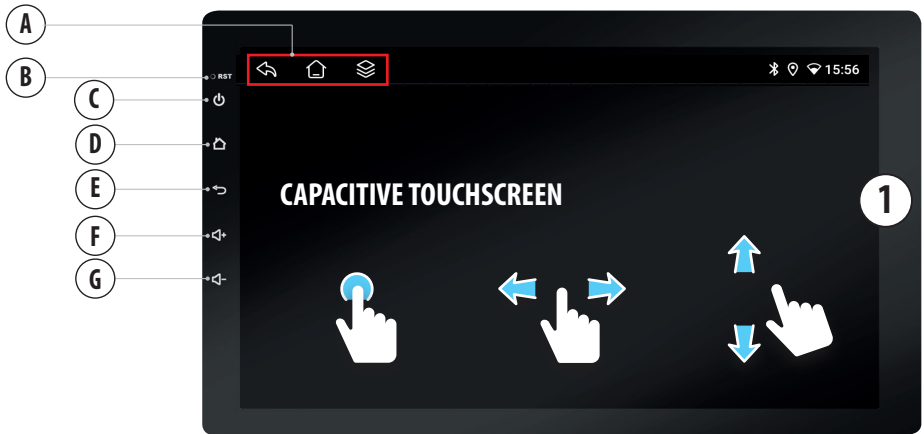 A
B
RST
15:56
C
D
E
CAPACITIVE TOUCHSCREEN
1
F
+
G
-